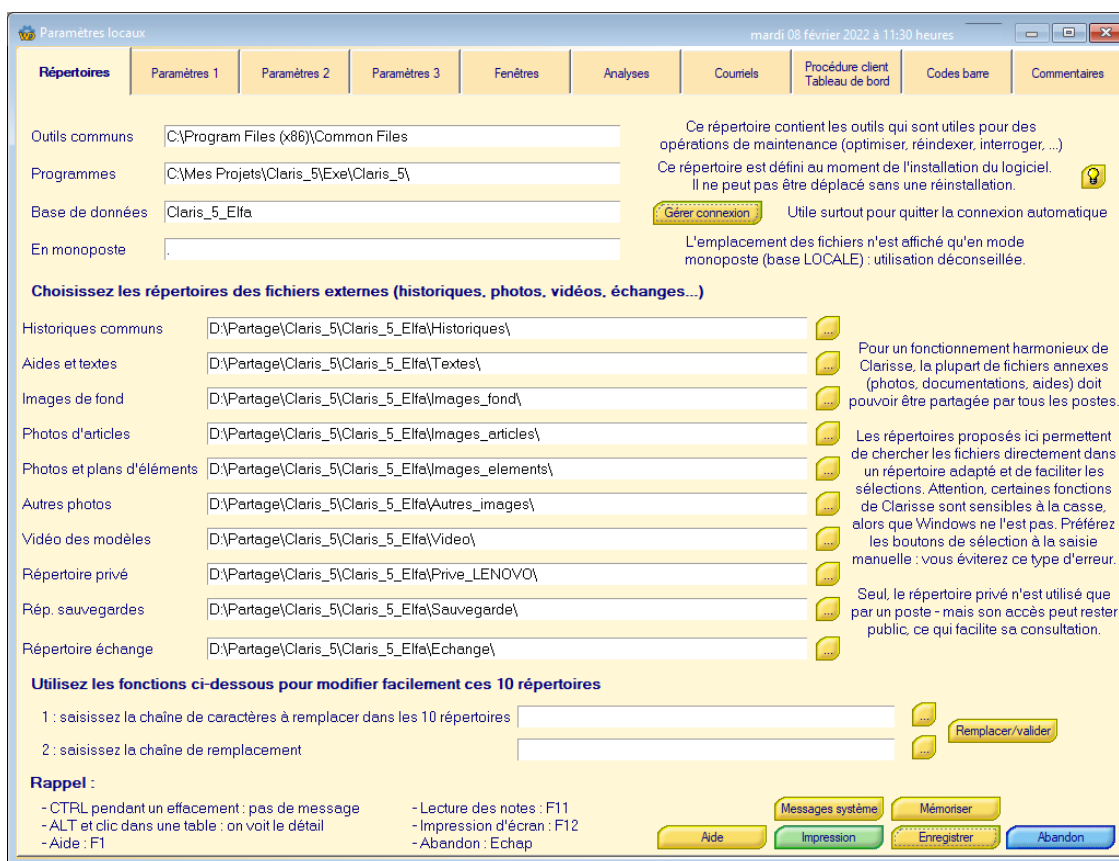 Paramètres locaux
mardi 08 février 2022 à 11:30 heures
Répertoires
Paramètres 1
Paramètres 2
Paramètres 3
Fenêtres
Analyses
Courriels
Procédure client
Tableau de bord
Codes barre
Commentaires
Outils communs
C:\Program Files (x86)\Common Files
Ce répertoire contient les outils qui sont utiles pour des
opérations de maintenance (optimiser, réindexer, interroger, ...)
Programmes
C:\Mes Projets\Claris_5\Exe\Claris_5\
Ce répertoire est défini au moment de l'installation du logiciel.
Il ne peut pas être déplacé sans une réinstallation.
Base de données
Claris_5_Elfa
Gérer connexion
Utile surtout pour quitter la connexion automatique
En monoposte
.
L'emplacement des fichiers n'est affiché qu'en mode
monoposte (base LOCALE) : utilisation déconseillée.
Choisissez les répertoires des fichiers externes (historiques, photos, vidéos, échanges...)
Historiques communs
D:\Partage\Claris_5\Claris_5_Elfa\Historiques\
...
Aides et textes
D:\Partage\Claris_5\Claris_5_Elfa\Textes\
...
Images de fond
D:\Partage\Claris_5\Claris_5_Elfa\Images_fond\
...
Photos d'articles
D:\Partage\Claris_5\Claris_5_Elfa\Images_articles\
...
Photos et plans d'éléments
D:\Partage\Claris_5\Claris_5_Elfa\Images_elements\
...
Autres photos
D:\Partage\Claris_5\Claris_5_Elfa\Autres_images\
...
Vidéo des modèles
D:\Partage\Claris_5\Claris_5_Elfa\Video\
...
Répertoire privé
D:\Partage\Claris_5\Claris_5_Elfa\Prive_LENOVO\
...
Rép. sauvegardes
D:\Partage\Claris_5\Claris_5_Elfa\Sauvegarde\
...
Répertoire échange
D:\Partage\Claris_5\Claris_5_Elfa\Echange\
...
Pour un fonctionnement harmonieux de
Clarisse, la plupart de fichiers annexes
(photos, documentations, aides) doit
pouvoir être partagée par tous les postes.
Les répertoires proposés ici permettent
de chercher les fichiers directement dans
un répertoire adapté et de faciliter les
sélections. Attention, certaines fonctions
de Clarisse sont sensibles à la casse,
alors que Windows ne l'est pas. Préférez
les boutons de sélection à la saisie
manuelle : vous éviterez ce type d'erreur.
Seul, le répertoire privé n'est utilisé que
par un poste - mais son accès peut rester
public, ce qui facilite sa consultation.
Utilisez les fonctions ci-dessous pour modifier facilement ces 10 répertoires
1 : saisissez la chaîne de caractères à remplacer dans les 10 répertoires
...
2 : saisissez la chaîne de remplacement
...
Remplacer/valider
Rappel :
- CTRL pendant un effacement : pas de message
- ALT et clic dans une table : on voit le détail
- Aide : F1
- Lecture des notes : F11
- Impression d'écran : F12
- Abandon : Echap
Messages système
Mémoriser
Aide
Impression
Enregistrer
Abandon